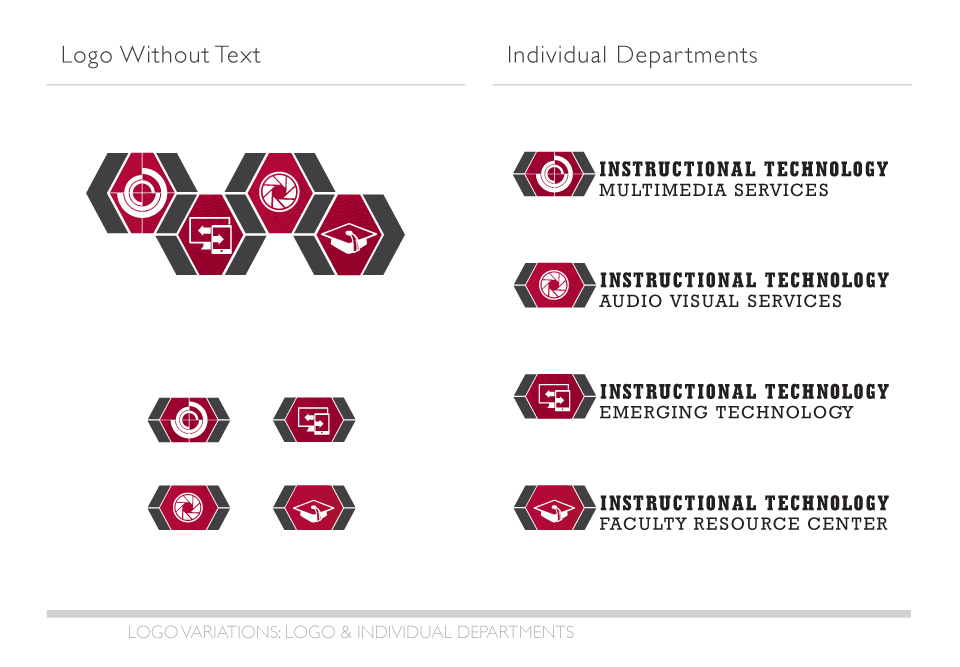 Logo Without Text
Individual Departments
INSTRUCTIONAL TECHNOLOGY
MULTIMEDIA SERVICES
INSTRUCTIONAL TECHNOLOGY
AUDIO VISUAL SERVICES
INSTRUCTIONAL TECHNOLOGY
EMERGING TECHNOLOGY
INSTRUCTIONAL TECHNOLOGY
FACULTY RESOURCE CENTER
LOGO VARIATIONS: LOGO & INDIVIDUAL DEPARTMENTS